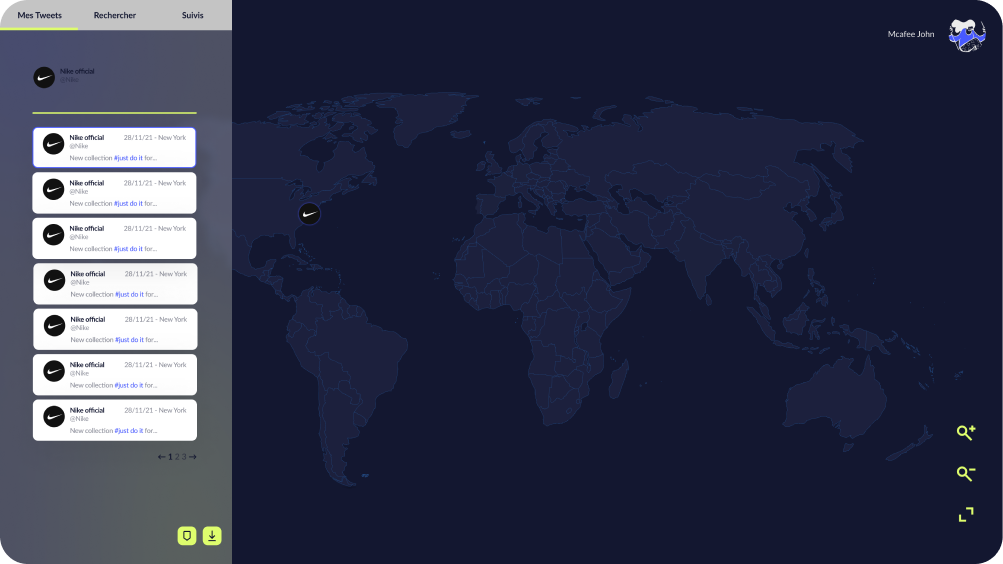 Mes Tweets Rechercher Suivis
Mcafee John
Nike official
@Nike
Nike official 28/11/21 - New York
@Nike
New collection #just do it for...
Nike official 28/11/21 - New York
@Nike
New collection #just do it for...
Nike official 28/11/21 - New York
@Nike
New collection #just do it for...
Nike official 28/11/21 - New York
@Nike
New collection #just do it for...
Nike official 28/11/21 - New York
@Nike
New collection #just do it for...
Nike official 28/11/21 - New York
@Nike
New collection #just do it for...
Nike official 28/11/21 - New York
@Nike
New collection #just do it for...
← 1 2 3 →